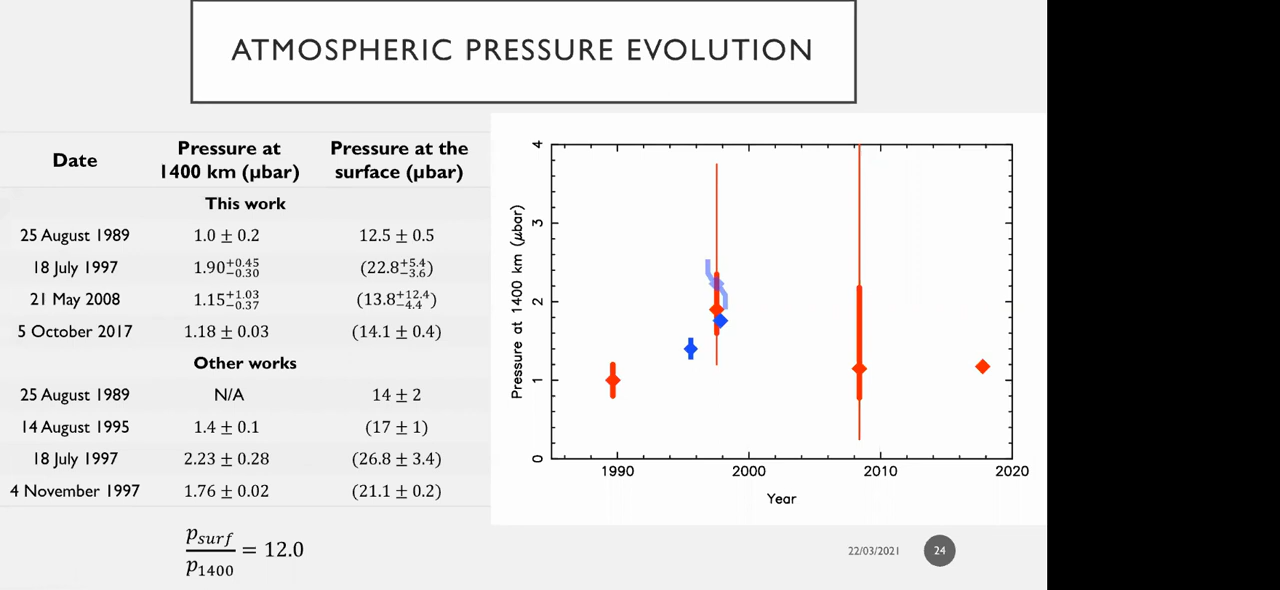 ATMOSPHERIC PRESSURE EVOLUTION
Date Pressure at 1400 km (μbar) Pressure at the surface (μbar)
This work
25 August 1989 1.0 ± 0.2 12.5 ± 0.5
18 July 1997 1.90 +0.45 −0.30 (22.8 +5.4 −3.6)
21 May 2008 1.15 +1.03 −0.37 (13.8 +12.4 −4.4)
5 October 2017 1.18 ± 0.03 (14.1 ± 0.4)
Other works
25 August 1989 N/A 14 ± 2
14 August 1995 1.4 ± 0.1 (17 ± 1)
18 July 1997 2.23 ± 0.28 (26.8 ± 3.4)
4 November 1997 1.76 ± 0.02 (21.1 ± 0.2)
p_surf / p_1400 = 12.0
Pressure at 1400 km (μbar)
4
3
2
1
0
1990 2000 2010 2020
Year
22/03/2021 24